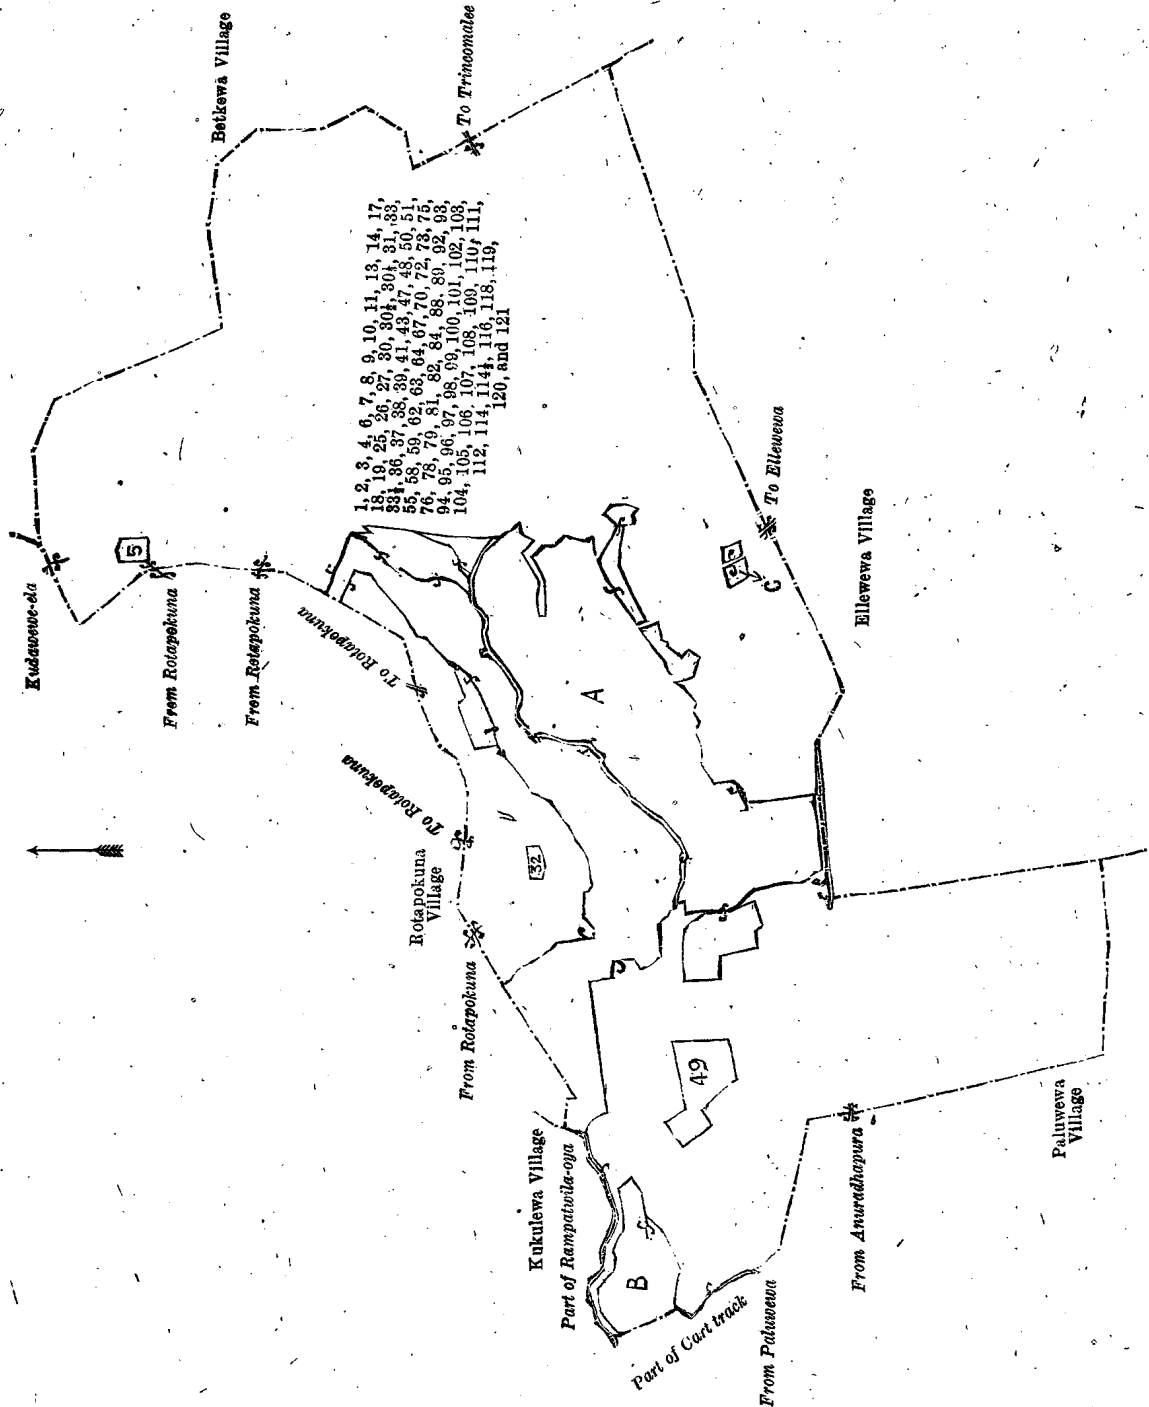 Betkewa Village
To Trincomalee
Kudawewe-ela
5
From Rotapokuna
From Rotapokuna
To Rotapokuna
To Rotapokuna
Rotapokuna
Village
From Rotapokuna
1, 2, 3, 4, 6, 7, 8, 9, 10, 11, 13, 14, 17,
18, 19, 25, 26, 27, 30, 30½, 30¾, 31, 33,
33½, 36, 37, 38, 39, 41, 43, 47, 48, 50, 51,
55, 58, 59, 62, 63, 64, 67, 70, 72, 73, 75,
76, 78, 79, 81, 82, 84, 88, 89, 92, 93,
94, 95, 96, 97, 98, 99, 100, 101, 102, 103,
104, 105, 106, 107, 108, 109, 110, 111,
112, 114, 114½, 116, 118, 119,
120, and 121
A
32
C
To Ellewewa
Ellewewa Village
49
Kukulewa Village
Part of Rampatwila-oya
B
Part of Cart track
From Paluwewa
From Anuradhapura
Paluwewa
Village